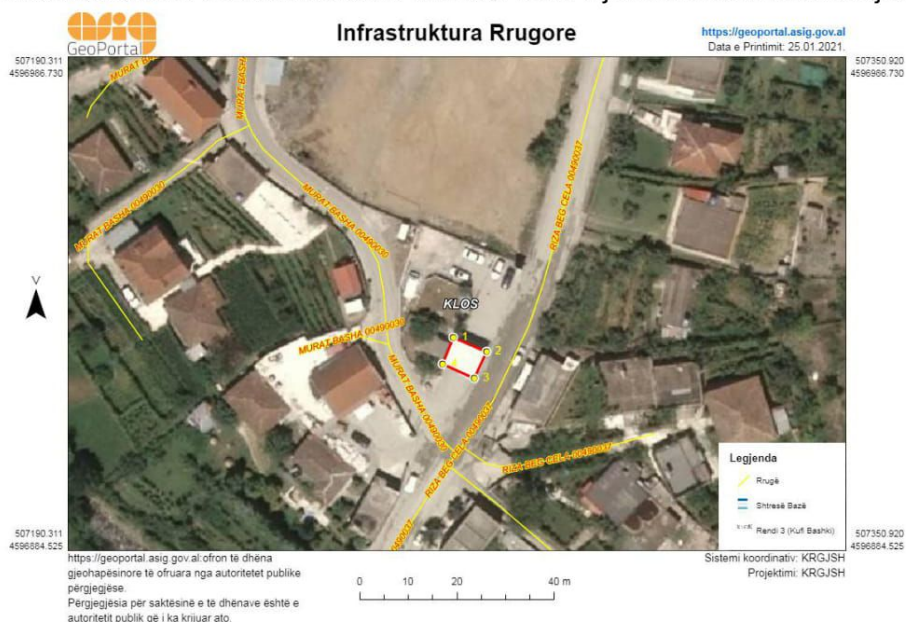 asig
GeoPortal
Infrastruktura Rrugore
https://geoportal.asig.gov.al
Data e Printimit: 25.01.2021.
507190.311
4596986.730
507350.920
4596986.730
MURAT BASHA
MURAT BASHA 00490030
MURAT BASHA 00490030
RIZA BEG CELA 00490037
KLOS
1
2
3
4
MURAT BASHA 00490030
MURAT BASHA 00490030
RIZA BEG CELA 00490037
RIZA BEG CELA 00490037
Legjenda
Rrugë
Shtresë Bazë
Rendi 3 (Kufi Bashki)
507190.311
4596884.525
507350.920
4596884.525
https://geoportal.asig.gov.al:ofron të dhëna
gjeohapësinore të ofruara nga autoritetet publike
përgjegjëse.
Përgjegjësia për saktësinë e të dhënave është e
autoritetit publik që i ka krijuar ato.
0 10 20 40 m
Sistemi koordinativ: KRGJSH
Projektimi: KRGJSH